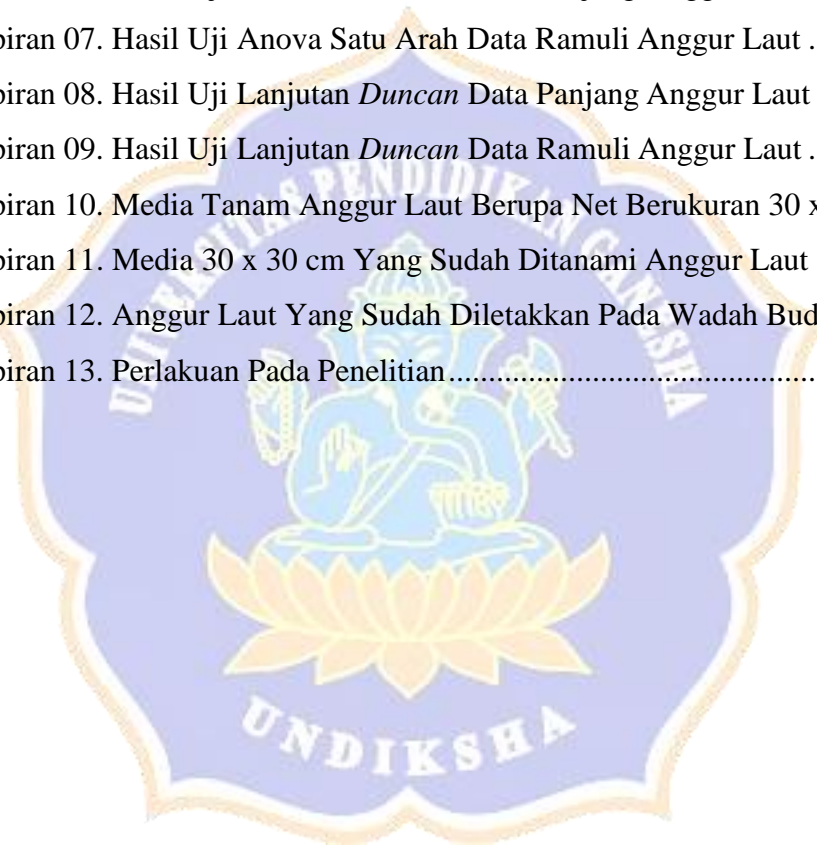 piran 07. Hasil Uji Anova Satu Arah Data Ramuli Anggur Laut .
piran 08. Hasil Uji Lanjutan Duncan Data Panjang Anggur Laut
piran 09. Hasil Uji Lanjutan Duncan Data Ramuli Anggur Laut .
piran 10. Media Tanam Anggur Laut Berupa Net Berukuran 30 x
piran 11. Media 30 x 30 cm Yang Sudah Ditanami Anggur Laut
piran 12. Anggur Laut Yang Sudah Diletakkan Pada Wadah Bud
piran 13. Perlakuan Pada Penelitian.......................................
UNIVERSITAS PENDIDIKAN GANESHA
UNDIKSHA